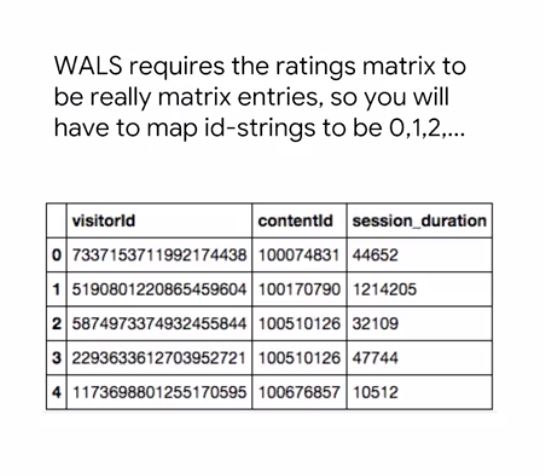 WALS requires the ratings matrix to
be really matrix entries, so you will
have to map id-strings to be 0,1,2,...
visitorId contentId session_duration
0 7337153711992174438 100074831 44652
1 5190801220865459604 100170790 1214205
2 5874973374932455844 100510126 32109
3 2293633612703952721 100510126 47744
4 1173698801255170595 100676857 10512